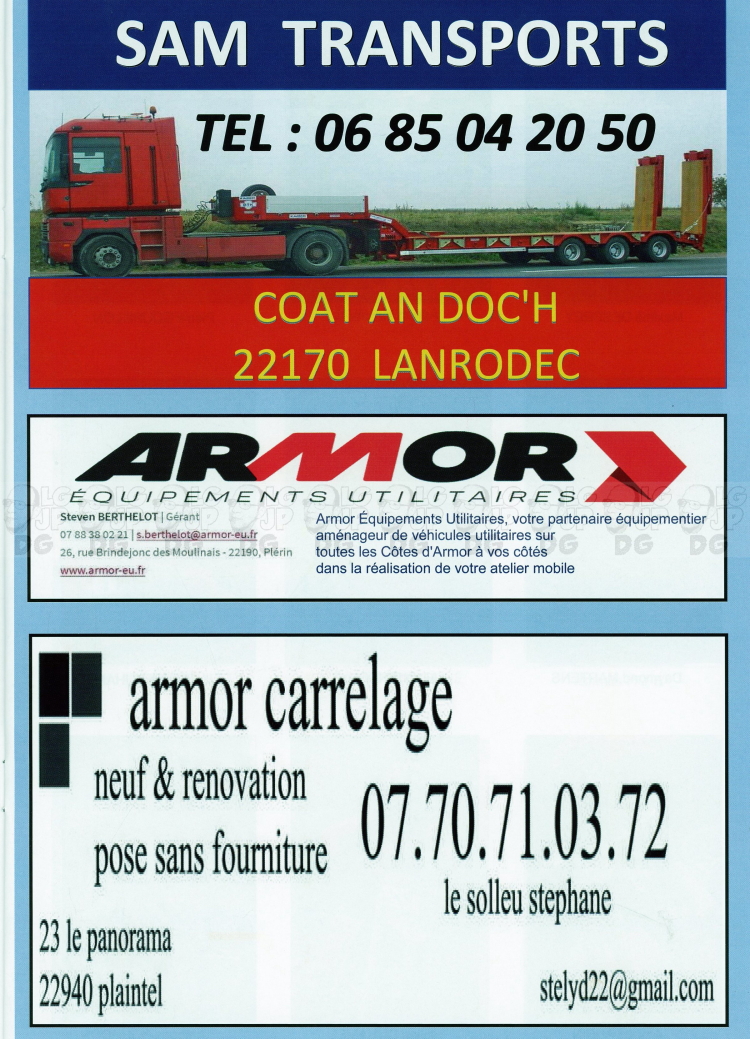 SAM TRANSPORTS
TEL : 06 85 04 20 50
COAT AN DOC'H
22170 LANRODEC
ARMOR
ÉQUIPEMENTS UTILITAIRES
Steven BERTHELOT | Gérant
07 88 38 02 21 | s.berthelot@armor-eu.fr
26, rue Brindejonc des Moulinais - 22190, Plérin
www.armor-eu.fr
Armor Équipements Utilitaires, votre partenaire équipementier
aménageur de véhicules utilitaires sur
toutes les Côtes d'Armor à vos côtés
dans la réalisation de votre atelier mobile
armor carrelage
neuf & renovation
pose sans fourniture
07.70.71.03.72
le solleu stephane
23 le panorama
22940 plaintel
stelyd22@gmail.com